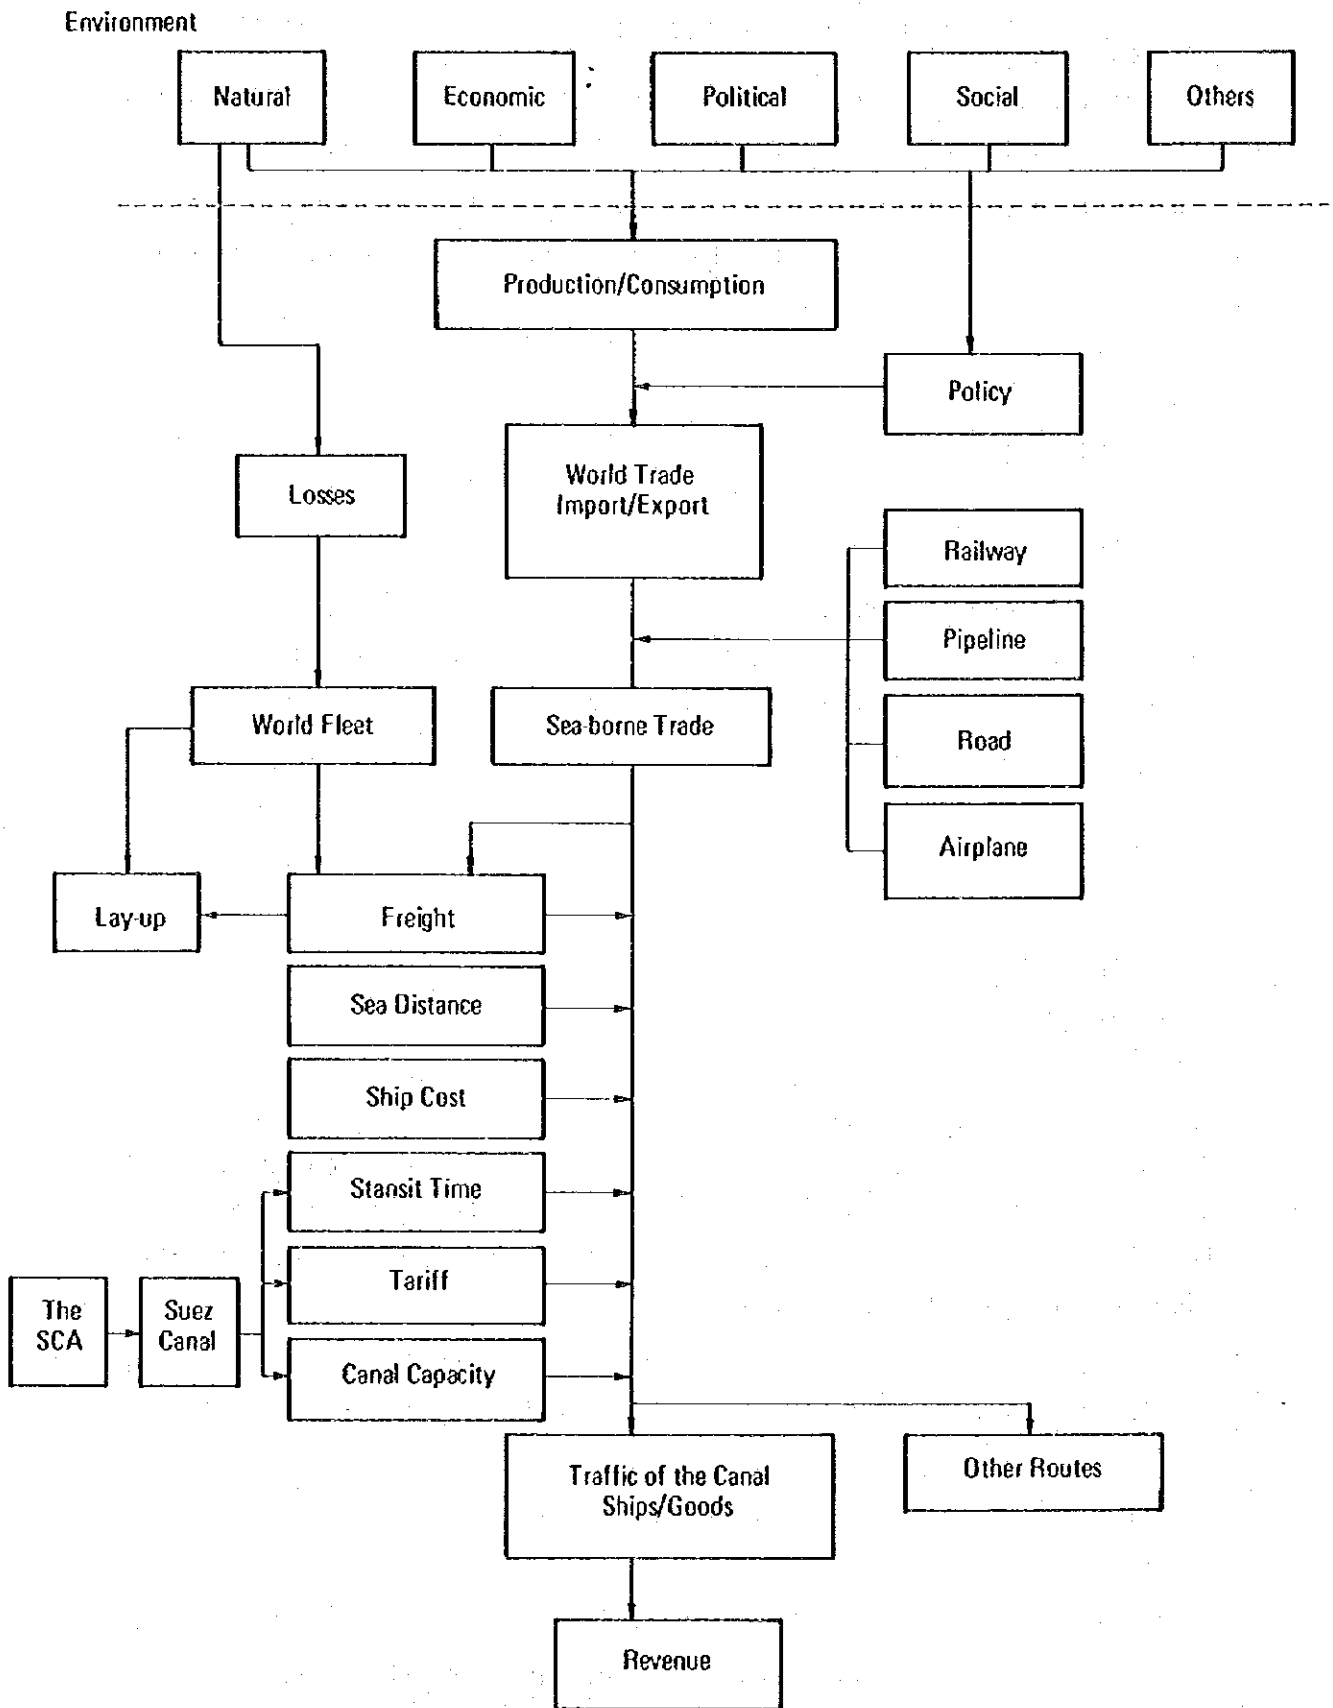 Environment
Natural
Economic
Political
Social
Others
Production/Consumption
Policy
World Trade
Import/Export
Losses
Railway
Pipeline
World Fleet
Sea-borne Trade
Road
Airplane
Lay-up
Freight
Sea Distance
Ship Cost
Stansit Time
Tariff
The
SCA
Suez
Canal
Canal Capacity
Traffic of the Canal
Ships/Goods
Other Routes
Revenue